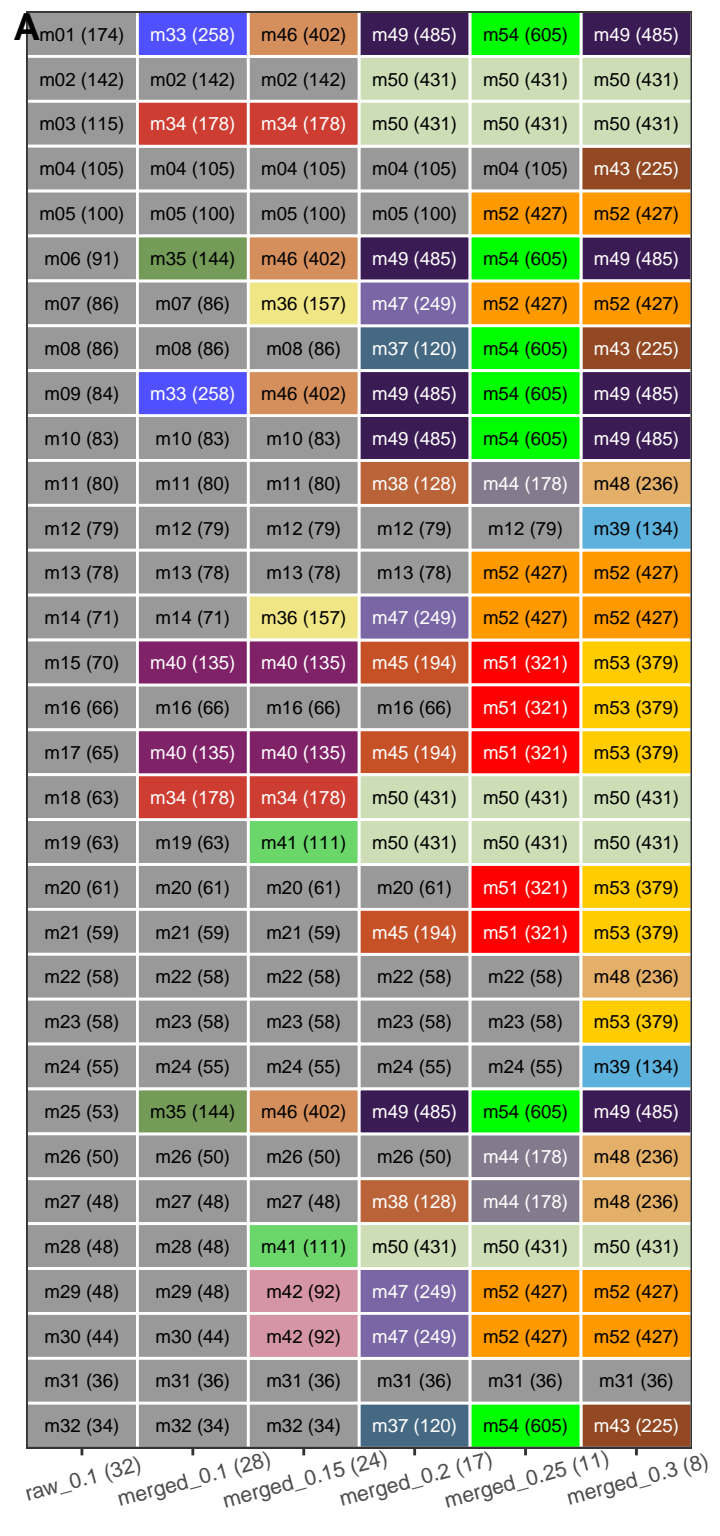 A
m01 (174) m33 (258) m46 (402) m49 (485) m54 (605) m49 (485)
m02 (142) m02 (142) m02 (142) m50 (431) m50 (431) m50 (431)
m03 (115) m34 (178) m34 (178) m50 (431) m50 (431) m50 (431)
m04 (105) m04 (105) m04 (105) m04 (105) m04 (105) m43 (225)
m05 (100) m05 (100) m05 (100) m05 (100) m52 (427) m52 (427)
m06 (91) m35 (144) m46 (402) m49 (485) m54 (605) m49 (485)
m07 (86) m07 (86) m36 (157) m47 (249) m52 (427) m52 (427)
m08 (86) m08 (86) m08 (86) m37 (120) m54 (605) m43 (225)
m09 (84) m33 (258) m46 (402) m49 (485) m54 (605) m49 (485)
m10 (83) m10 (83) m10 (83) m49 (485) m54 (605) m49 (485)
m11 (80) m11 (80) m11 (80) m38 (128) m44 (178) m48 (236)
m12 (79) m12 (79) m12 (79) m12 (79) m12 (79) m39 (134)
m13 (78) m13 (78) m13 (78) m13 (78) m52 (427) m52 (427)
m14 (71) m14 (71) m36 (157) m47 (249) m52 (427) m52 (427)
m15 (70) m40 (135) m40 (135) m45 (194) m51 (321) m53 (379)
m16 (66) m16 (66) m16 (66) m16 (66) m51 (321) m53 (379)
m17 (65) m40 (135) m40 (135) m45 (194) m51 (321) m53 (379)
m18 (63) m34 (178) m34 (178) m50 (431) m50 (431) m50 (431)
m19 (63) m19 (63) m41 (111) m50 (431) m50 (431) m50 (431)
m20 (61) m20 (61) m20 (61) m20 (61) m51 (321) m53 (379)
m21 (59) m21 (59) m21 (59) m45 (194) m51 (321) m53 (379)
m22 (58) m22 (58) m22 (58) m22 (58) m22 (58) m48 (236)
m23 (58) m23 (58) m23 (58) m23 (58) m23 (58) m53 (379)
m24 (55) m24 (55) m24 (55) m24 (55) m24 (55) m39 (134)
m25 (53) m35 (144) m46 (402) m49 (485) m54 (605) m49 (485)
m26 (50) m26 (50) m26 (50) m26 (50) m44 (178) m48 (236)
m27 (48) m27 (48) m27 (48) m38 (128) m44 (178) m48 (236)
m28 (48) m28 (48) m41 (111) m50 (431) m50 (431) m50 (431)
m29 (48) m29 (48) m42 (92) m47 (249) m52 (427) m52 (427)
m30 (44) m30 (44) m42 (92) m47 (249) m52 (427) m52 (427)
m31 (36) m31 (36) m31 (36) m31 (36) m31 (36) m31 (36)
m32 (34) m32 (34) m32 (34) m37 (120) m54 (605) m43 (225)
raw_0.1 (32) merged_0.1 (28) merged_0.15 (24) merged_0.2 (17) merged_0.25 (11) merged_0.3 (8)